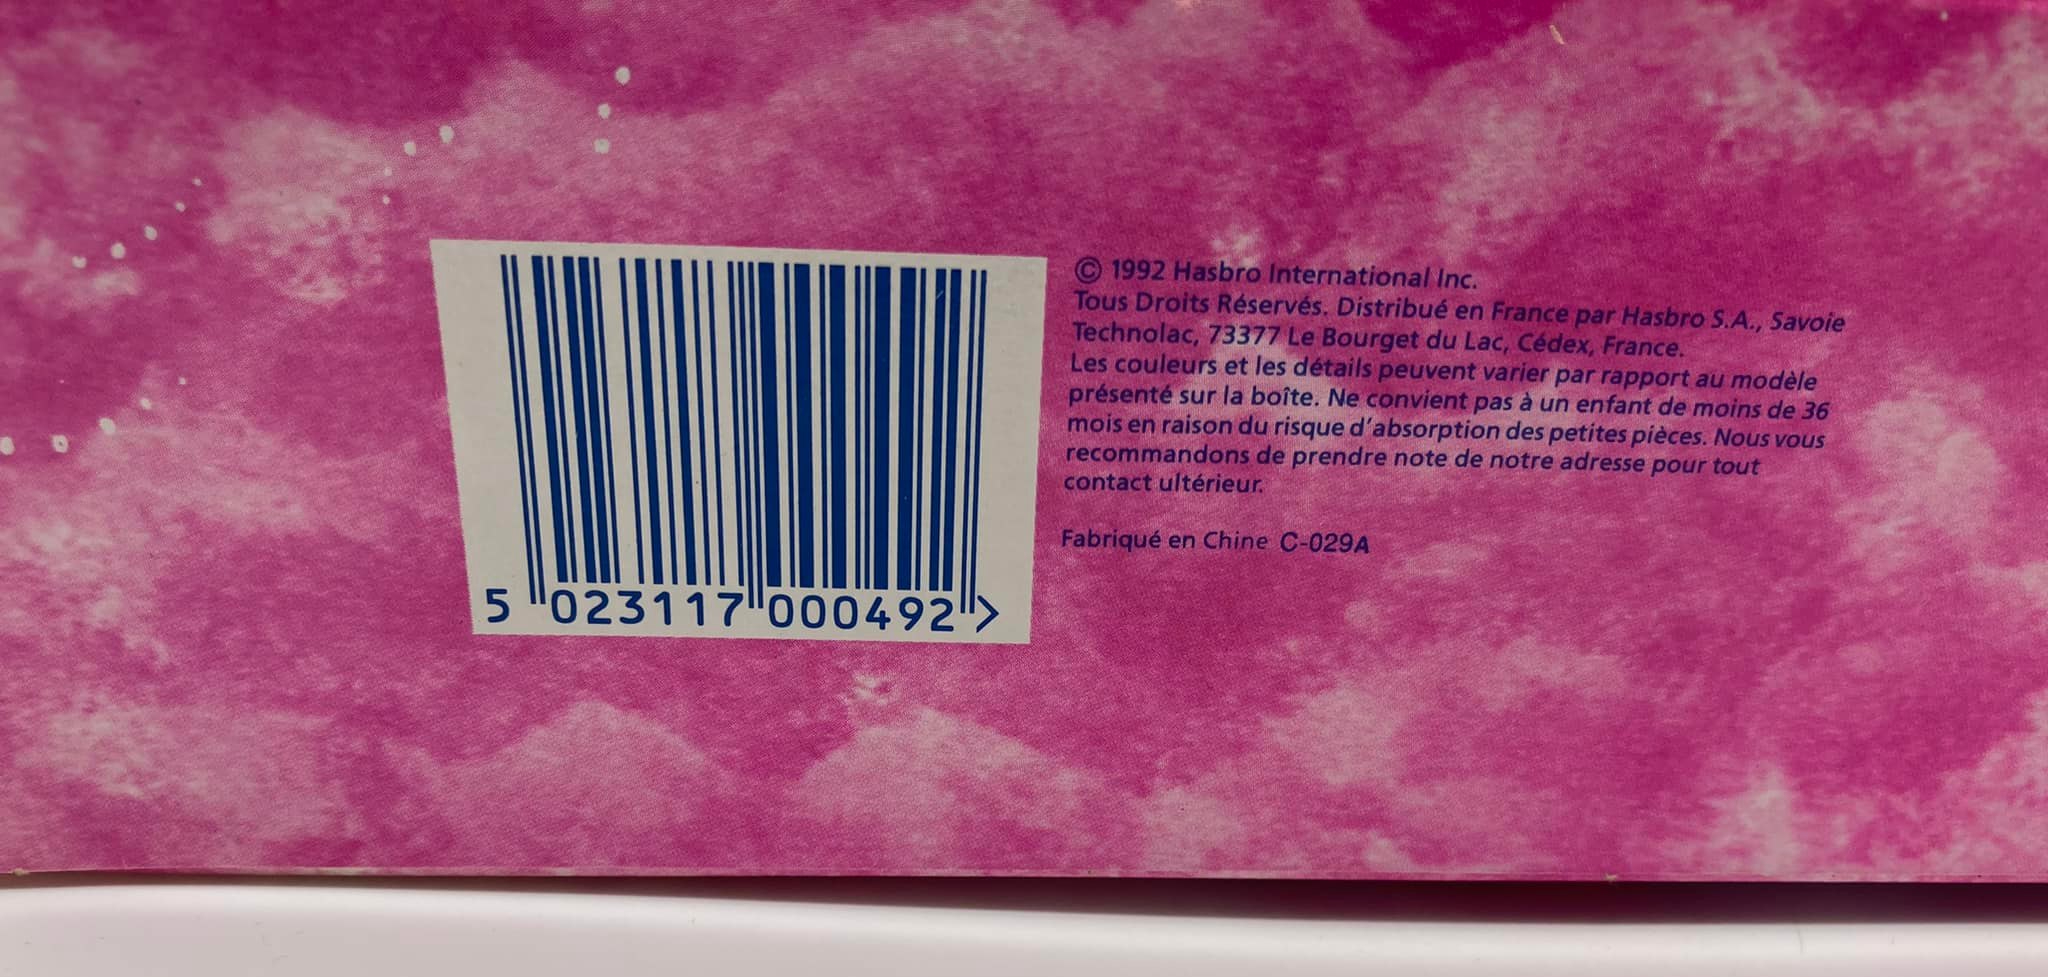 5 023117 000492 >
© 1992 Hasbro International Inc.
Tous Droits Réservés. Distribué en France par Hasbro S.A., Savoie
Technolac, 73377 Le Bourget du Lac, Cédex, France.
Les couleurs et les détails peuvent varier par rapport au modèle
présenté sur la boîte. Ne convient pas à un enfant de moins de 36
mois en raison du risque d'absorption des petites pièces. Nous vous
recommandons de prendre note de notre adresse pour tout
contact ultérieur.
Fabriqué en Chine C-029A